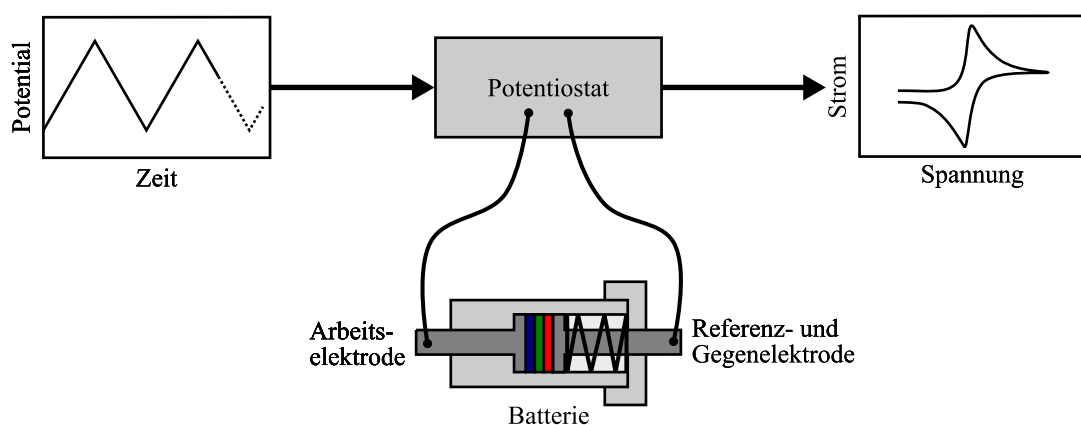 Potential
Zeit
Potentiostat
Strom
Spannung
Arbeits-
elektrode
Referenz- und
Gegenelektrode
Batterie